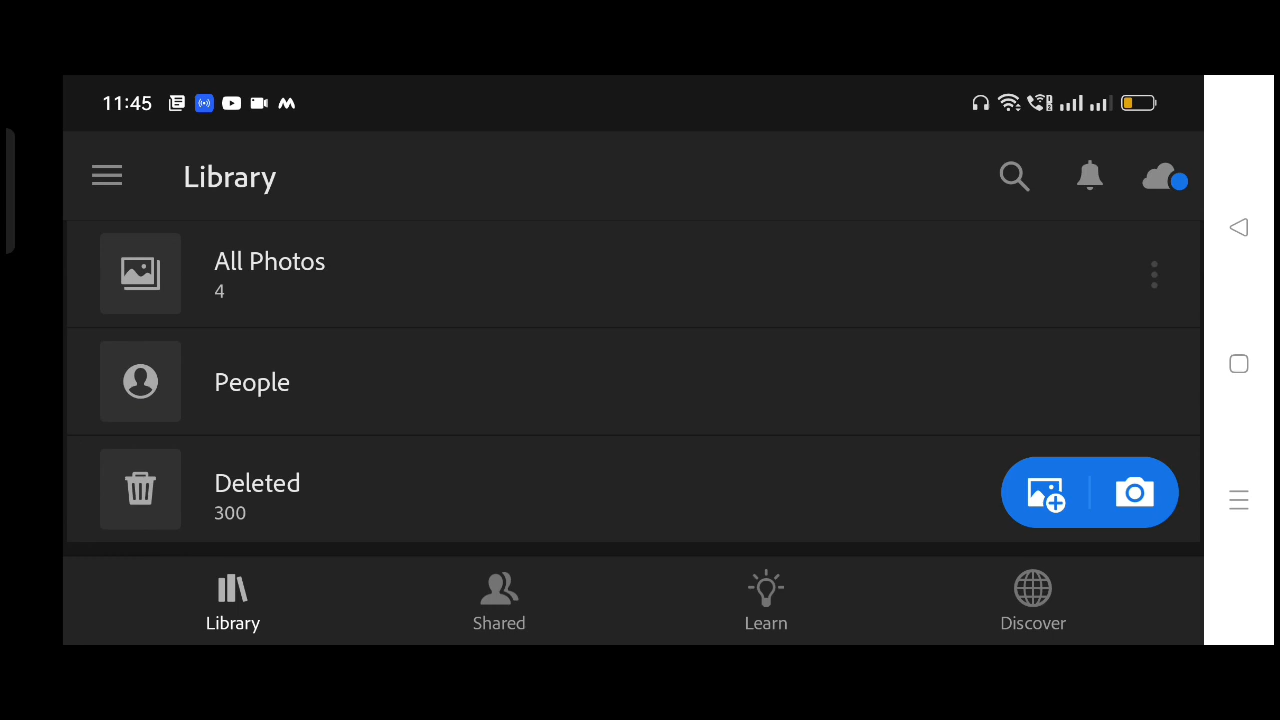 11:45
Library
All Photos
4
People
Deleted
300
Library
Shared
Learn
Discover